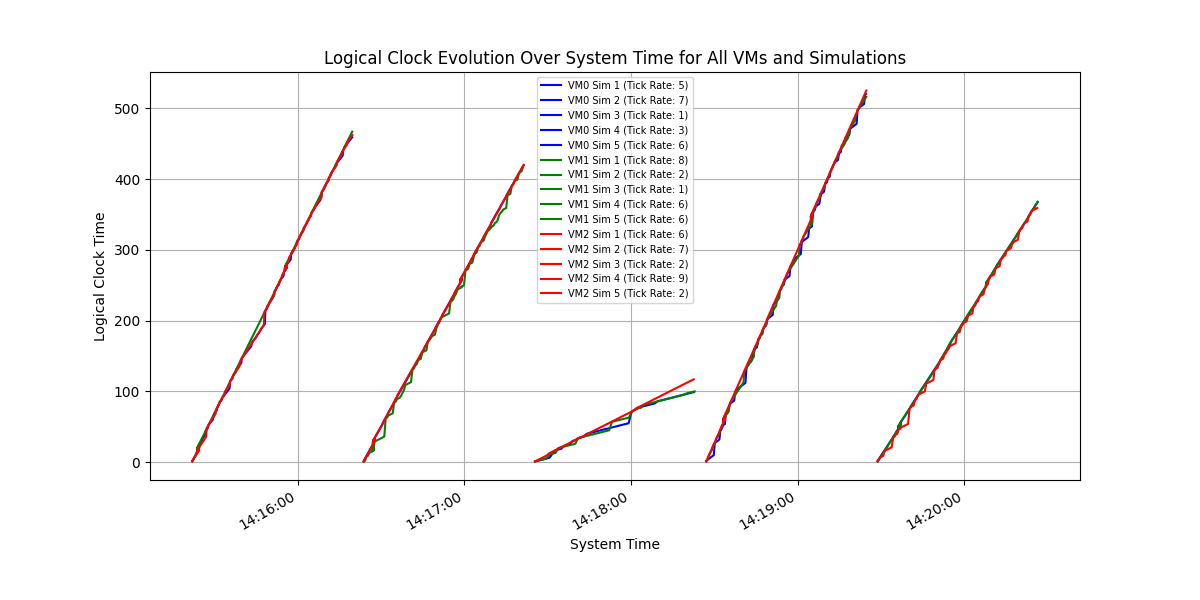 Logical Clock Evolution Over System Time for All VMs and Simulations
VM0 Sim 1 (Tick Rate: 5)
VM0 Sim 2 (Tick Rate: 7)
VM0 Sim 3 (Tick Rate: 1)
VM0 Sim 4 (Tick Rate: 3)
VM0 Sim 5 (Tick Rate: 6)
VM1 Sim 1 (Tick Rate: 8)
VM1 Sim 2 (Tick Rate: 2)
VM1 Sim 3 (Tick Rate: 1)
VM1 Sim 4 (Tick Rate: 6)
VM1 Sim 5 (Tick Rate: 6)
VM2 Sim 1 (Tick Rate: 6)
VM2 Sim 2 (Tick Rate: 7)
VM2 Sim 3 (Tick Rate: 2)
VM2 Sim 4 (Tick Rate: 9)
VM2 Sim 5 (Tick Rate: 2)
Logical Clock Time
500
400
300
200
100
0
14:16:00
14:17:00
14:18:00
14:19:00
14:20:00
System Time